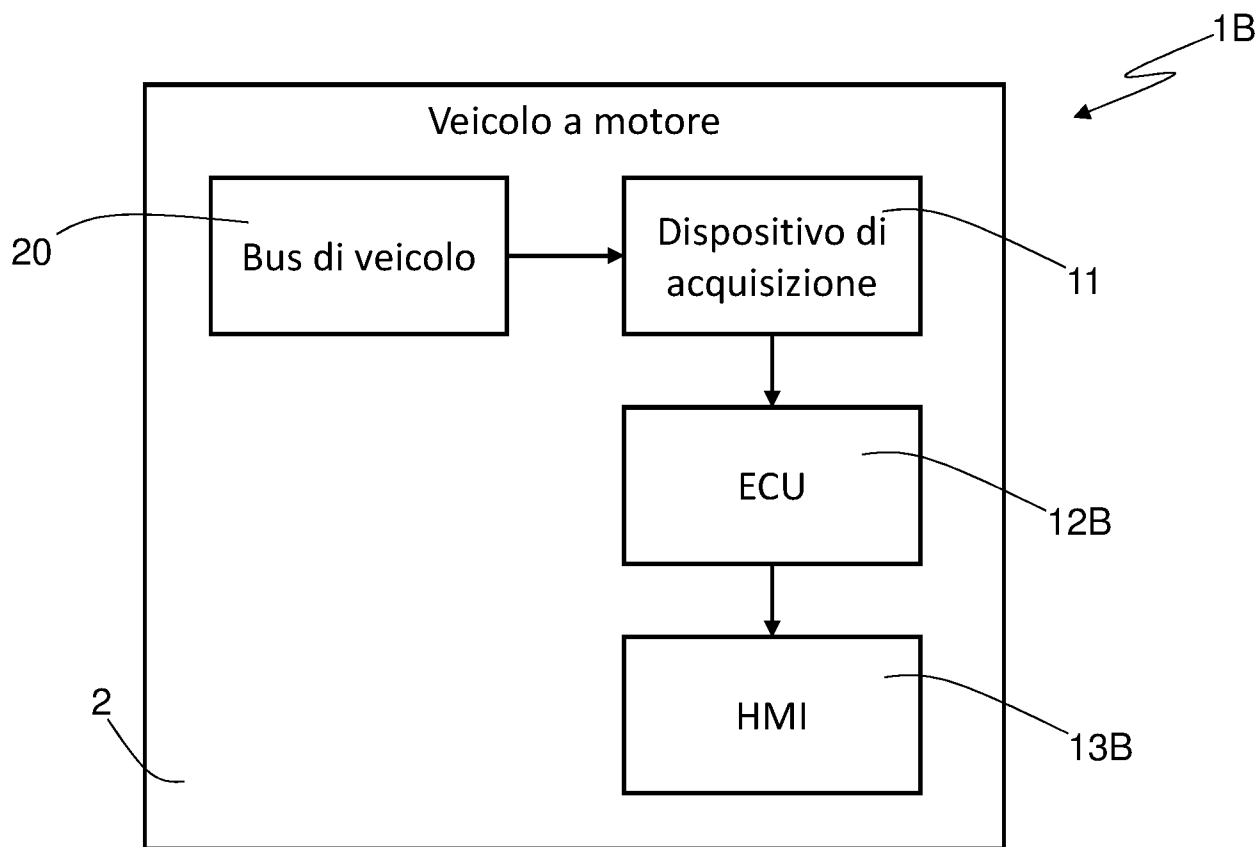 1B
Veicolo a motore
Bus di veicolo
Dispositivo di
acquisizione
20
11
ECU
12B
HMI
13B
2